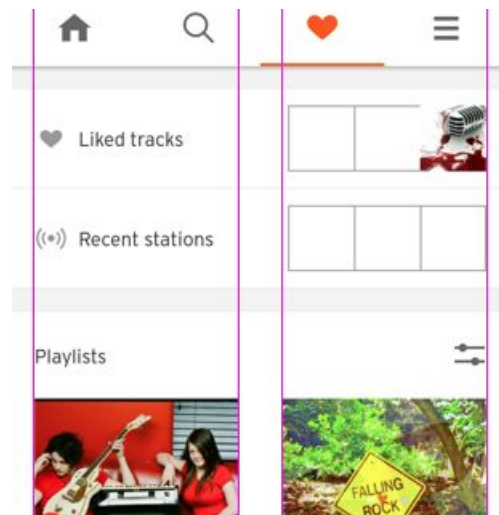 Liked tracks
Recent stations
Playlists
FALLING
ROCK